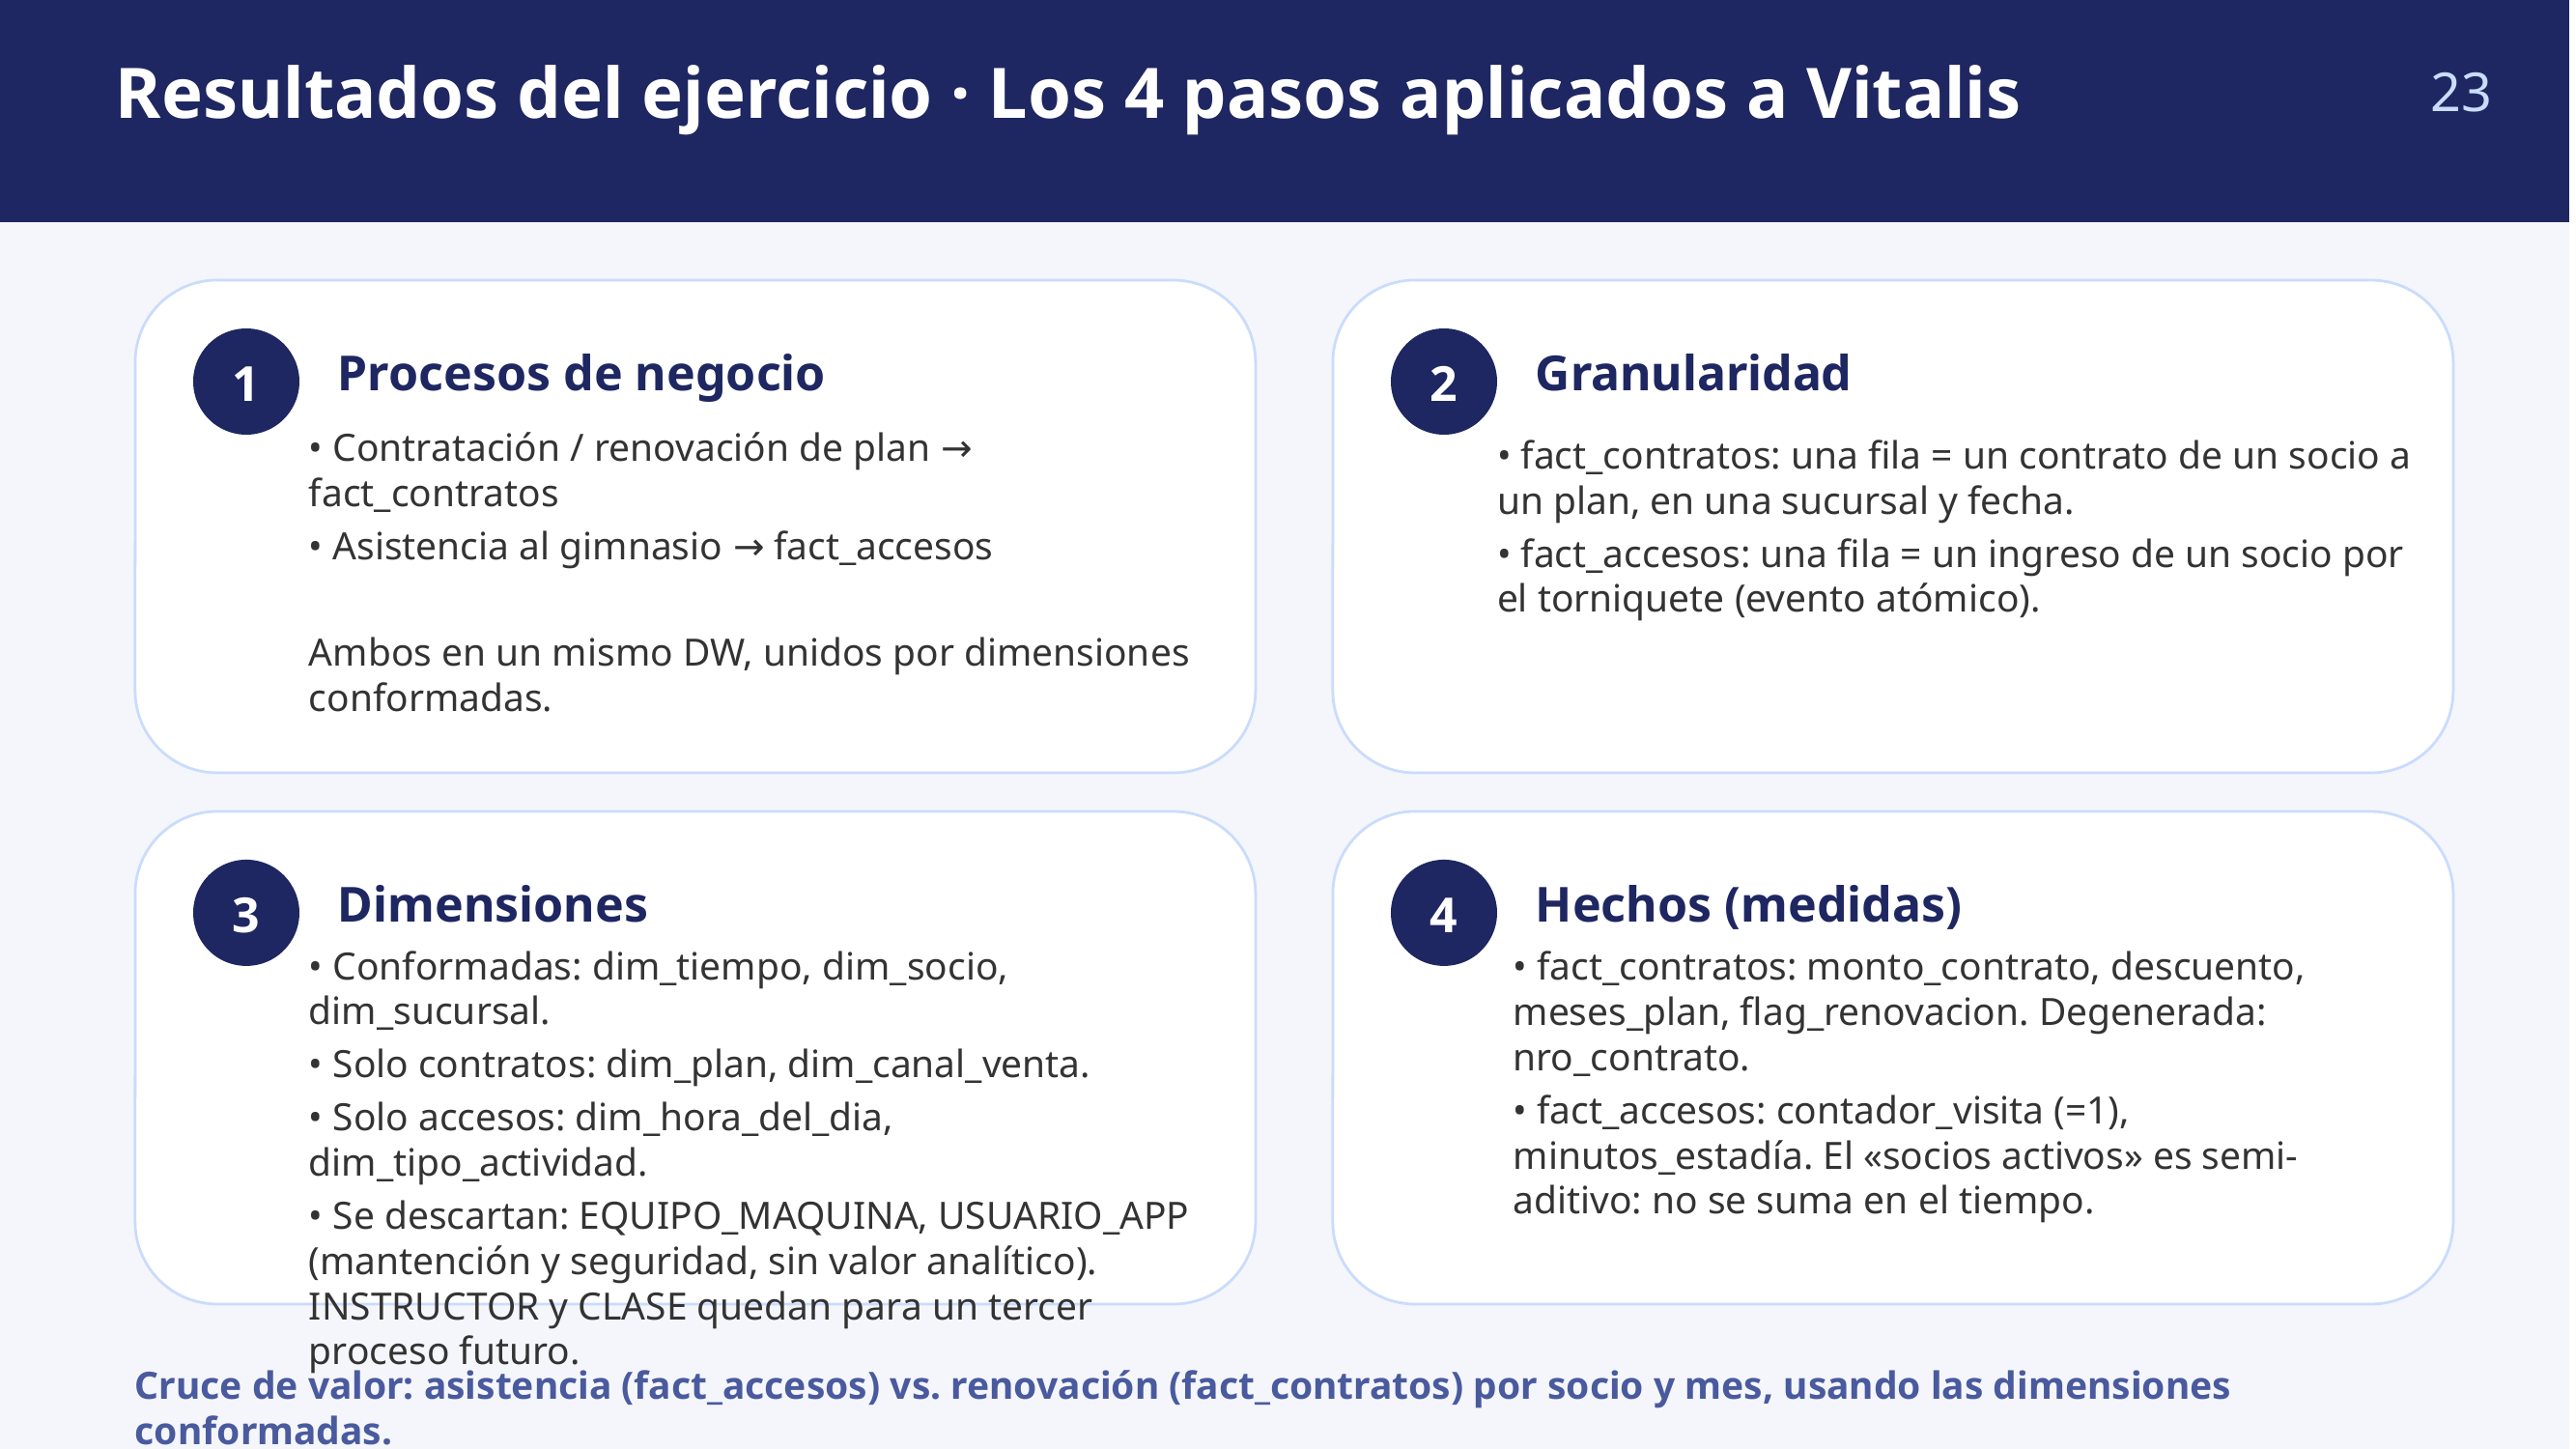 Resultados del ejercicio · Los 4 pasos aplicados a Vitalis
23
1
Procesos de negocio
• Contratación / renovación de plan →
fact_contratos
• Asistencia al gimnasio → fact_accesos
Ambos en un mismo DW, unidos por dimensiones
conformadas.
2
Granularidad
• fact_contratos: una fila = un contrato de un socio a
un plan, en una sucursal y fecha.
• fact_accesos: una fila = un ingreso de un socio por
el torniquete (evento atómico).
3
Dimensiones
• Conformadas: dim_tiempo, dim_socio,
dim_sucursal.
• Solo contratos: dim_plan, dim_canal_venta.
• Solo accesos: dim_hora_del_dia,
dim_tipo_actividad.
• Se descartan: EQUIPO_MAQUINA, USUARIO_APP
(mantención y seguridad, sin valor analítico).
INSTRUCTOR y CLASE quedan para un tercer
proceso futuro.
4
Hechos (medidas)
• fact_contratos: monto_contrato, descuento,
meses_plan, flag_renovacion. Degenerada:
nro_contrato.
• fact_accesos: contador_visita (=1),
minutos_estadía. El «socios activos» es semi-
aditivo: no se suma en el tiempo.
Cruce de valor: asistencia (fact_accesos) vs. renovación (fact_contratos) por socio y mes, usando las dimensiones
conformadas.